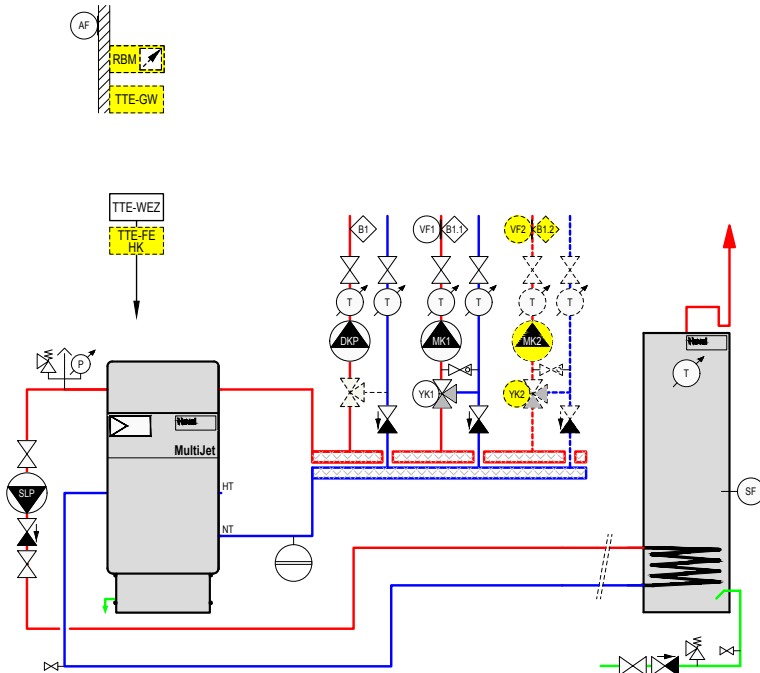 AF
RBM
TTE-GW
TTE-WEZ
TTE-FE
HK
B1
VF1
B1.1
VF2
B1.2
T
T
T
T
T
T
DKP
MK1
MK2
P
T
YK1
YK2
MultiJet
SLP
HT
SF
NT